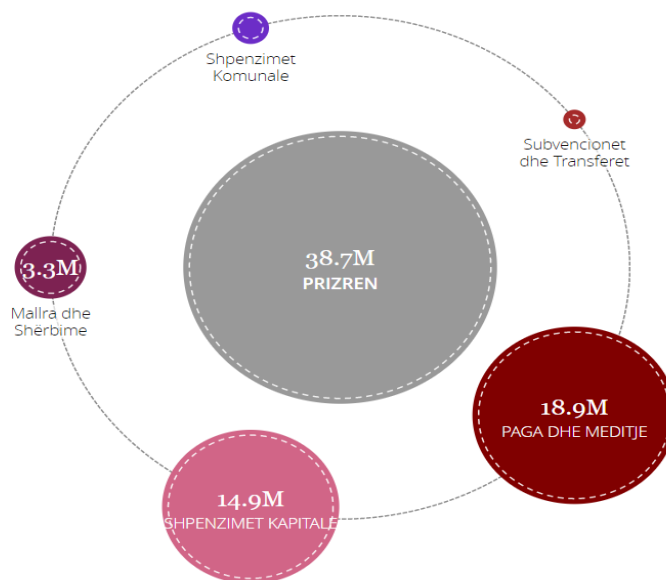 Shpenzimet
Komunale
Subvencionet
dhe Transferet
38.7M
PRIZREN
3.3M
Mallra dhe
Shërbime
18.9M
PAGA DHE MEDITJE
14.9M
SHPENZIMET KAPITALE